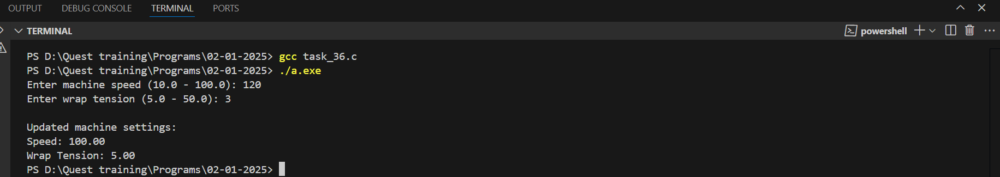 OUTPUT DEBUG CONSOLE TERMINAL PORTS
TERMINAL powershell
PS D:\Quest training\Programs\02-01-2025> gcc task_36.c
PS D:\Quest training\Programs\02-01-2025> ./a.exe
Enter machine speed (10.0 - 100.0): 120
Enter wrap tension (5.0 - 50.0): 3
Updated machine settings:
Speed: 100.00
Wrap Tension: 5.00
PS D:\Quest training\Programs\02-01-2025>